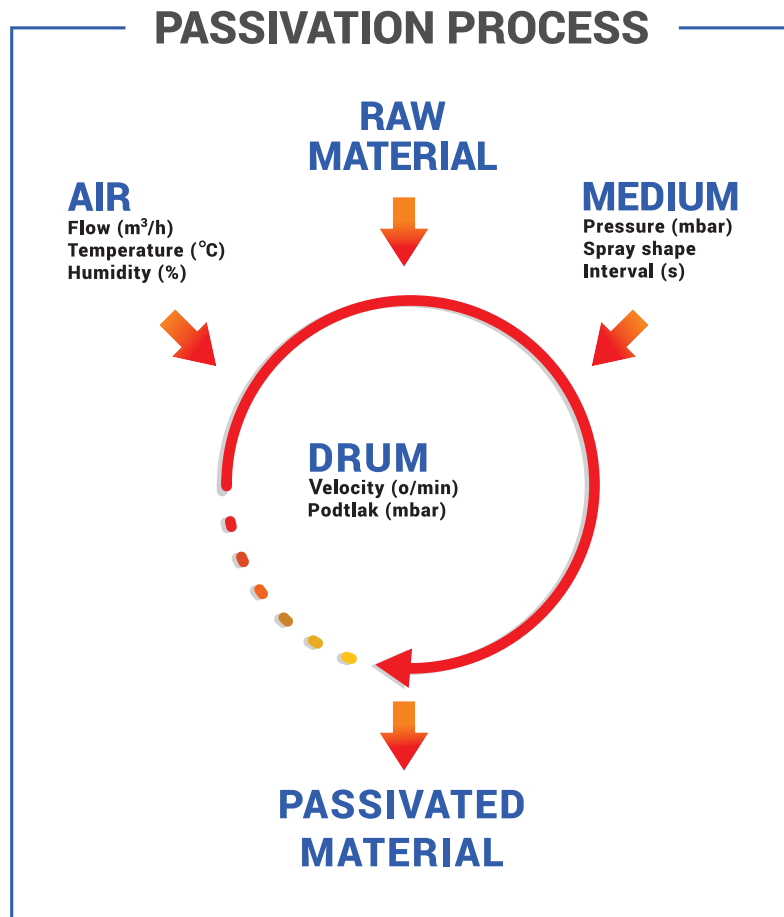 PASSIVATION PROCESS
RAW
MATERIAL
AIR
Flow (m³/h)
Temperature (°C)
Humidity (%)
MEDIUM
Pressure (mbar)
Spray shape
Interval (s)
DRUM
Velocity (o/min)
Podtlak (mbar)
PASSIVATED
MATERIAL